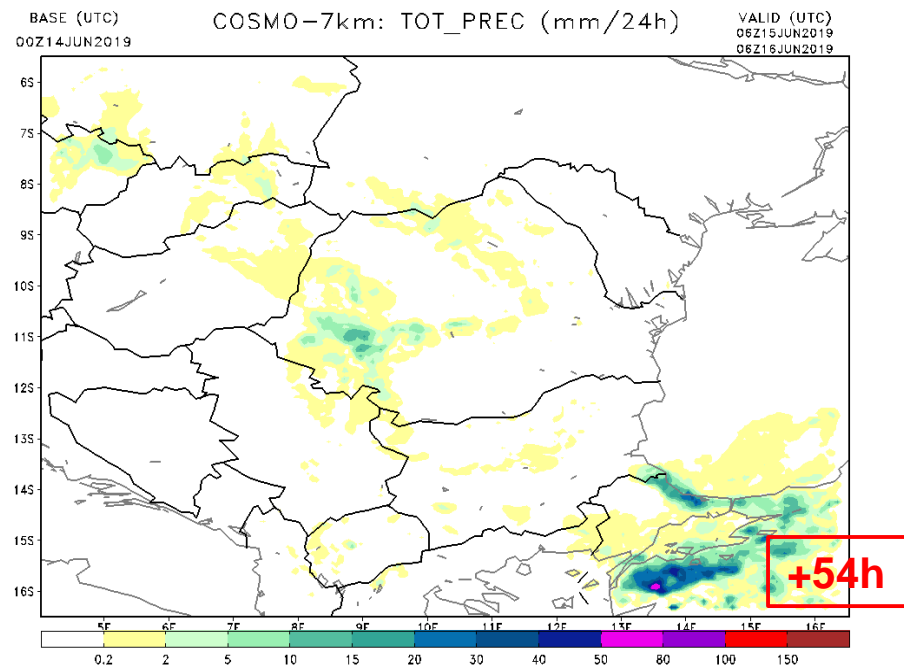 BASE (UTC)
00Z14JUN2019
COSMO-7km: TOT_PREC (mm/24h)
VALID (UTC)
06Z15JUN2019
06Z16JUN2019
6S
7S
8S
9S
10S
11S
12S
13S
14S
15S
16S
5E 6E 7E 8E 9E 10E 11E 12E 13E 14E 15E 16E
+54h
0.2 2 5 10 15 20 30 40 50 80 100 150